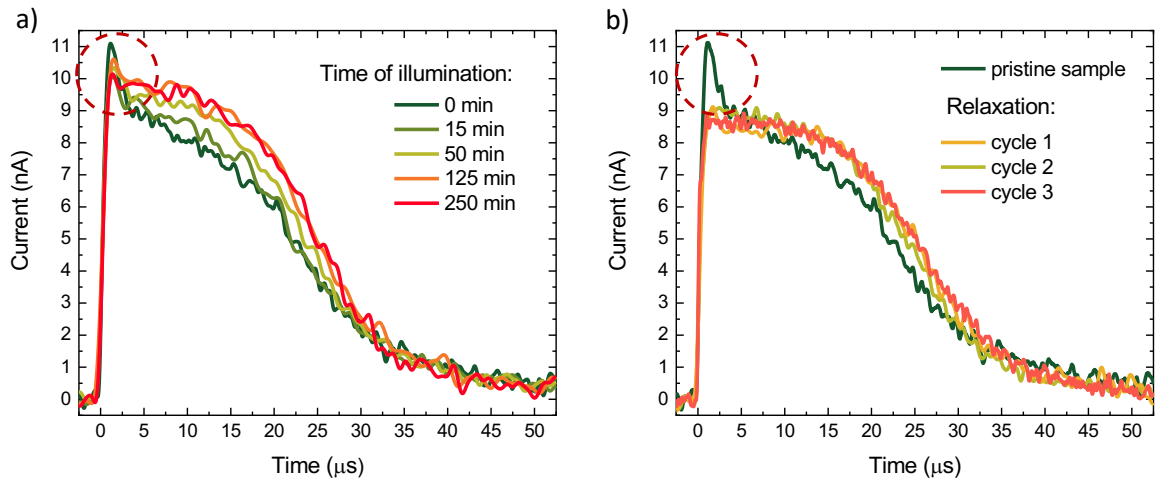 a)
Current (nA)
11
10
9
8
7
6
5
4
3
2
1
0
Time of illumination:
0 min
15 min
50 min
125 min
250 min
0 5 10 15 20 25 30 35 40 45 50
Time (μs)
b)
Current (nA)
11
10
9
8
7
6
5
4
3
2
1
0
pristine sample
Relaxation:
cycle 1
cycle 2
cycle 3
0 5 10 15 20 25 30 35 40 45 50
Time (μs)